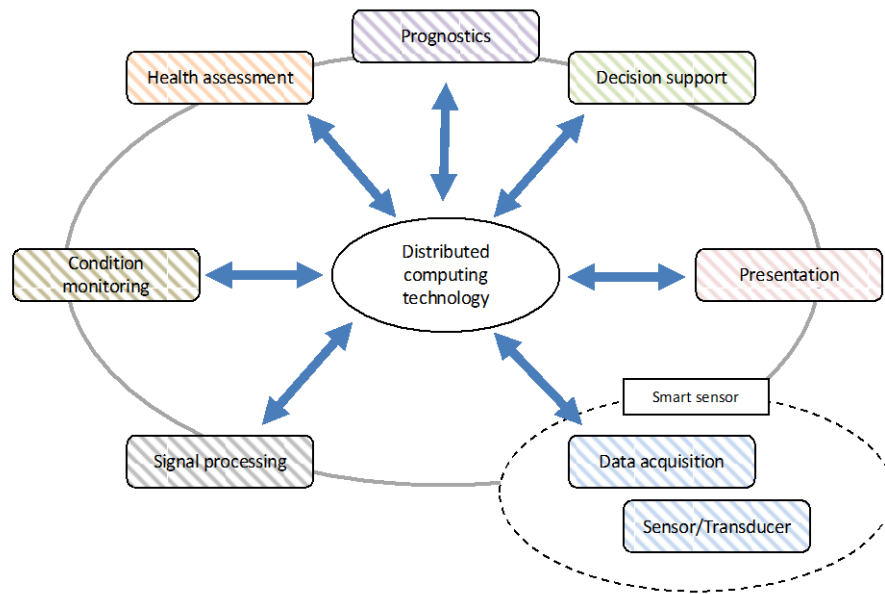 Prognostics
Health assessment
Decision support
Distributed
computing
technology
Condition
monitoring
Presentation
Smart sensor
Signal processing
Data acquisition
Sensor/Transducer